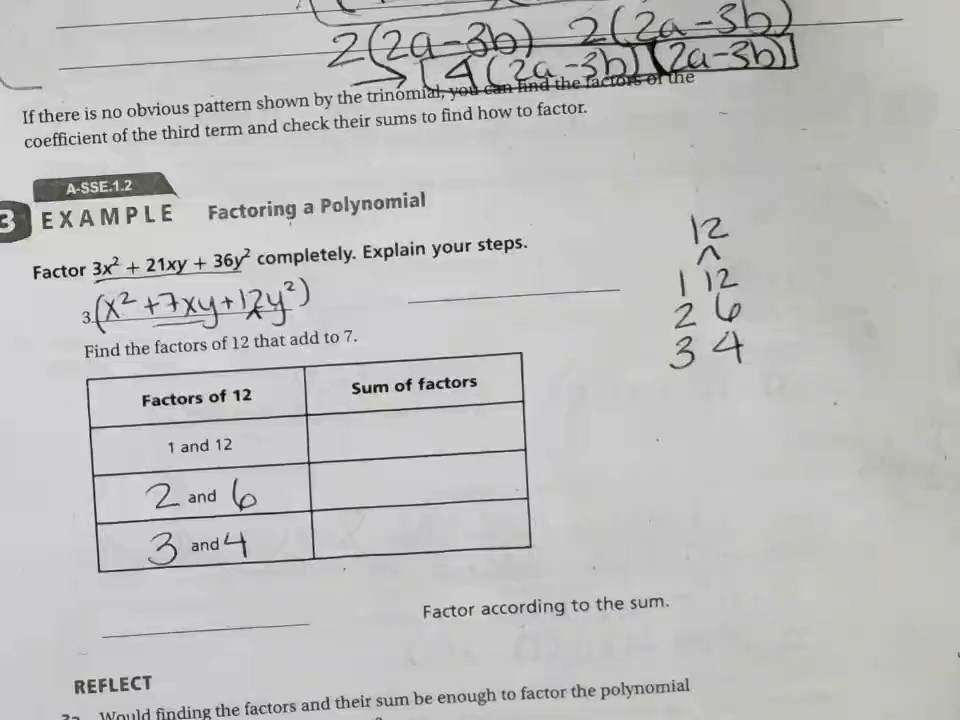 2(2a-3b) 2(2a-3b)
4(2a-3b)(2a-3b)
If there is no obvious pattern shown by the trinomial, you can find the factors of the
coefficient of the third term and check their sums to find how to factor.
A-SSE.1.2
3 EXAMPLE Factoring a Polynomial
Factor 3x² + 21xy + 36y² completely. Explain your steps.
3(x²+7xy+12y²)
Find the factors of 12 that add to 7.
Factors of 12 Sum of factors
1 and 12
2 and 6
3 and 4
12
1 12
2 6
3 4
Factor according to the sum.
REFLECT
Would finding the factors and their sum be enough to factor the polynomial